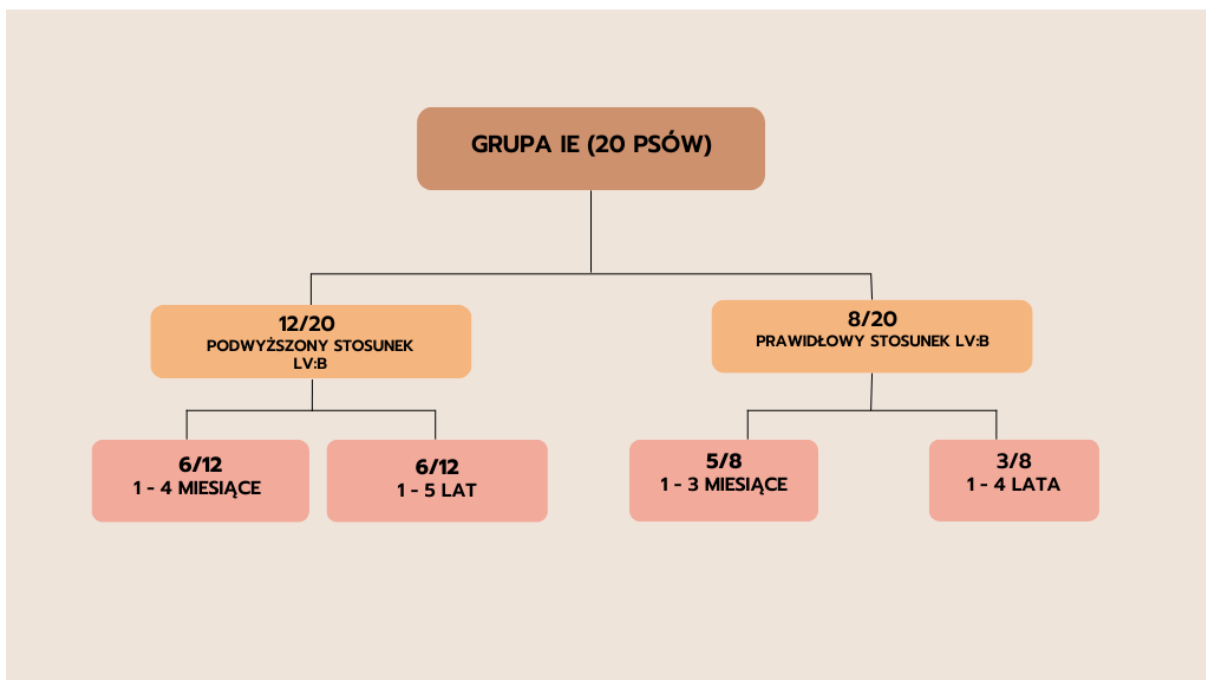 GRUPA IE (20 PSÓW)
12/20
PODWYŻSZONY STOSUNEK
LV:B
8/20
PRAWIDŁOWY STOSUNEK LV:B
6/12
1 - 4 MIESIĄCE
6/12
1 - 5 LAT
5/8
1 - 3 MIESIĄCE
3/8
1 - 4 LATA